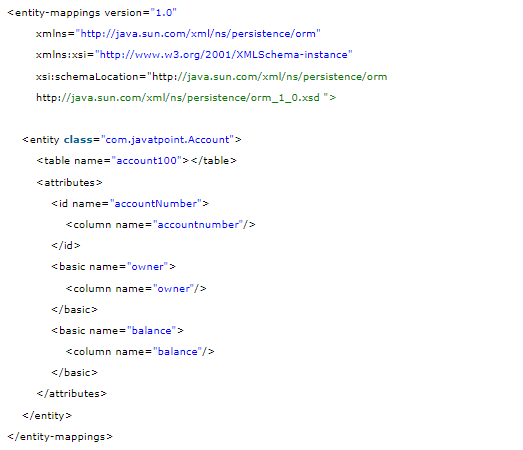 <entity-mappings version="1.0"
xmlns="http://java.sun.com/xml/ns/persistence/orm"
xmlns:xsi="http://www.w3.org/2001/XMLSchema-instance"
xsi:schemaLocation="http://java.sun.com/xml/ns/persistence/orm
http://java.sun.com/xml/ns/persistence/orm_1_0.xsd ">
<entity class="com.javatpoint.Account">
<table name="account100"></table>
<attributes>
<id name="accountNumber">
<column name="accountnumber"/>
</id>
<basic name="owner">
<column name="owner"/>
</basic>
<basic name="balance">
<column name="balance"/>
</basic>
</attributes>
</entity>
</entity-mappings>